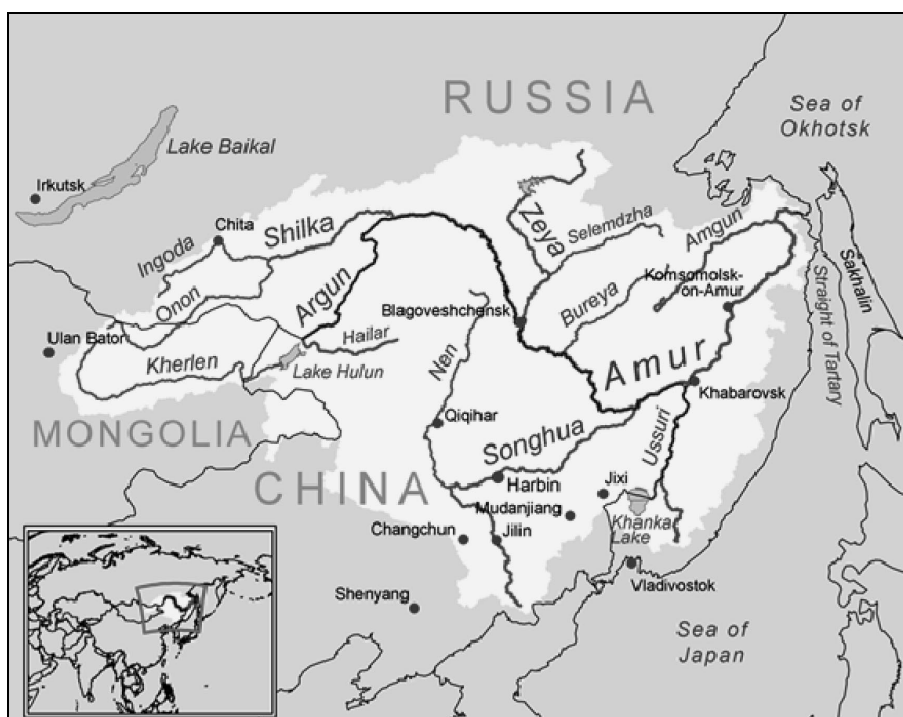 RUSSIA
Sea of
Okhotsk
Lake Baikal
Irkutsk
Chita
Shilka
Ingoda
Onon
Argun
Zeya
Selemdzha
Amgun
Komsomolsk-
on-Amur
Bureya
Blagoveshchensk
Sakhalin
Straight of Tartary
Ulan Bator
Kherlen
Hailar
Lake Hulun
Nen
Amur
Khabarovsk
MONGOLIA
Qiqihar
Songhua
Ussuri
CHINA
Harbin
Jixi
Mudanjiang
Khanka
Lake
Changchun
Jilin
Vladivostok
Shenyang
Sea of
Japan